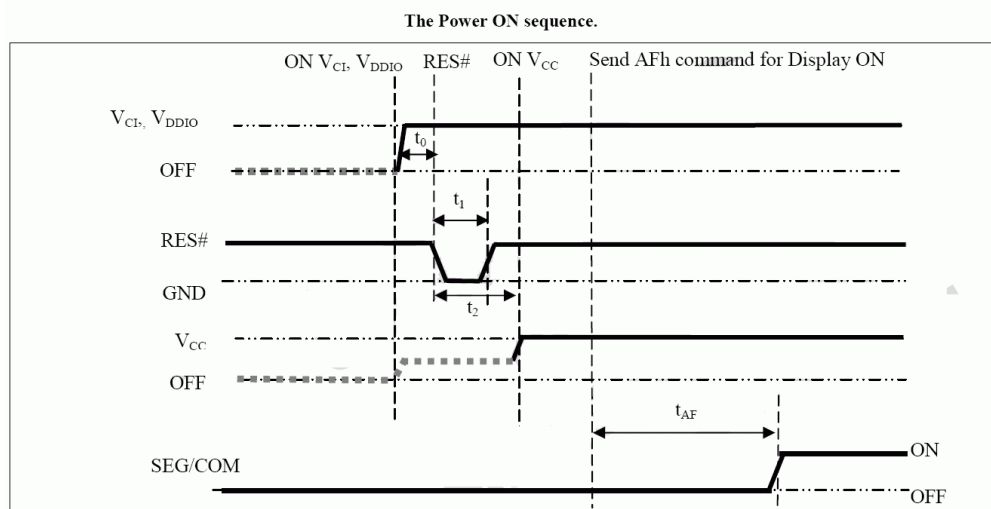 The Power ON sequence.
ON VCI, VDDIO RES# ON VCC Send AFh command for Display ON
VCI,, VDDIO
t0
OFF
t1
RES#
GND
t2
VCC
OFF
tAF
ON
SEG/COM
OFF